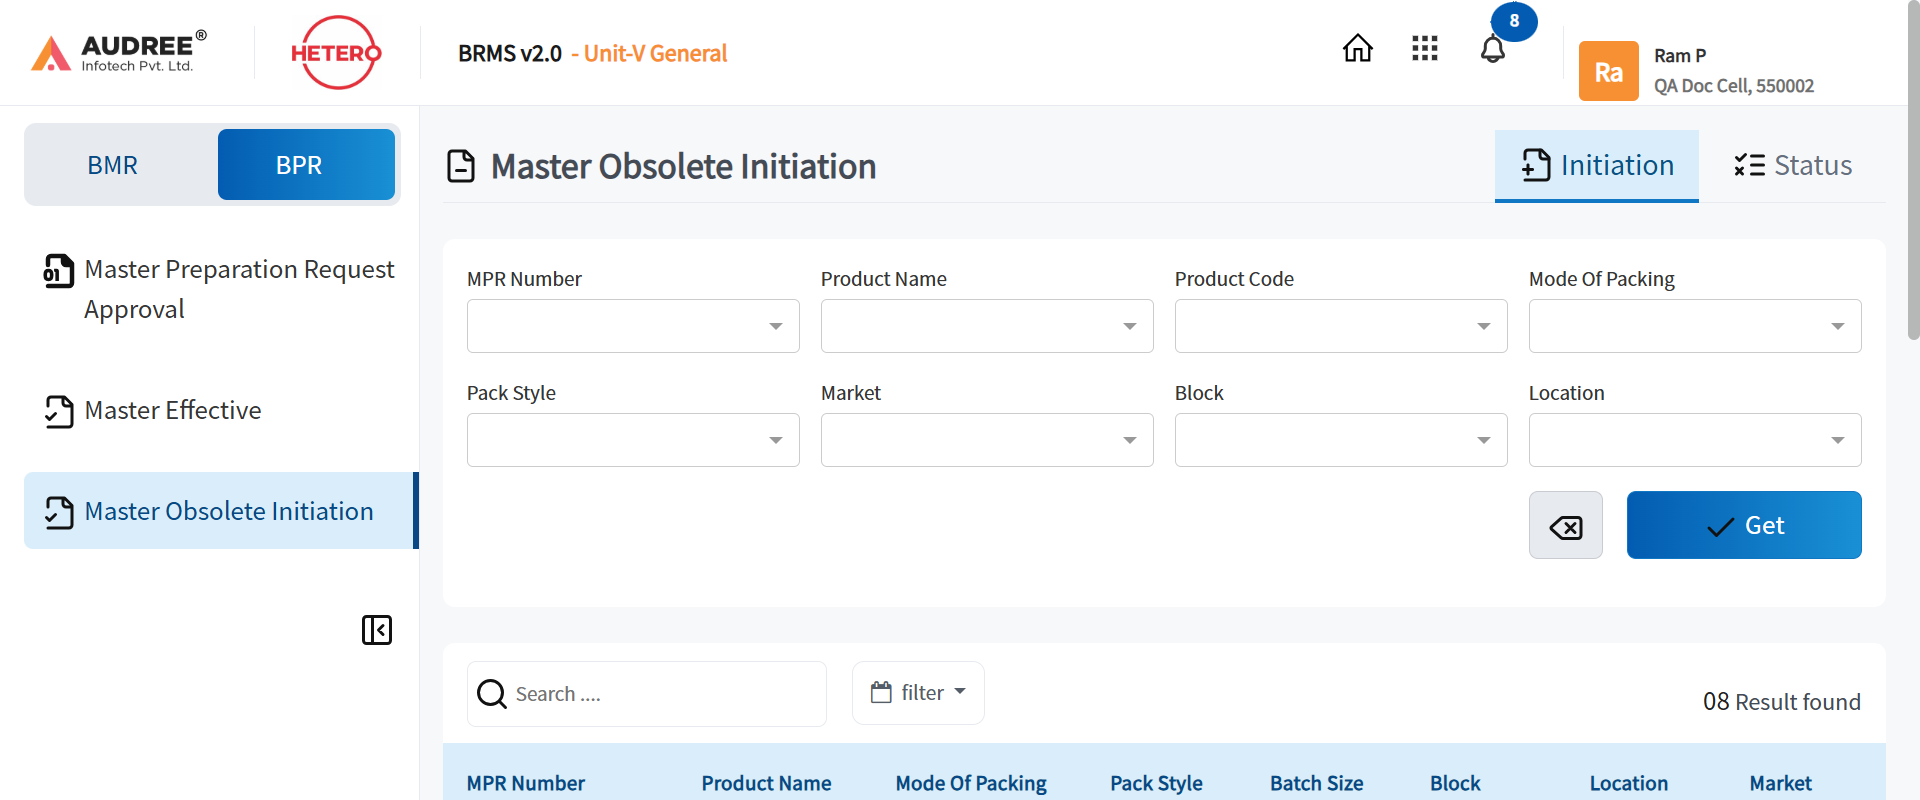 AUDREE®
Infotech Pvt. Ltd.
HETERO
BRMS v2.0 - Unit-V General
8
Ra
Ram P
QA Doc Cell, 550002
BMR
BPR
Master Preparation Request
Approval
Master Effective
Master Obsolete Initiation
Master Obsolete Initiation
Initiation
Status
MPR Number
Product Name
Product Code
Mode Of Packing
Pack Style
Market
Block
Location
Get
Search ....
filter
08 Result found
MPR Number
Product Name
Mode Of Packing
Pack Style
Batch Size
Block
Location
Market